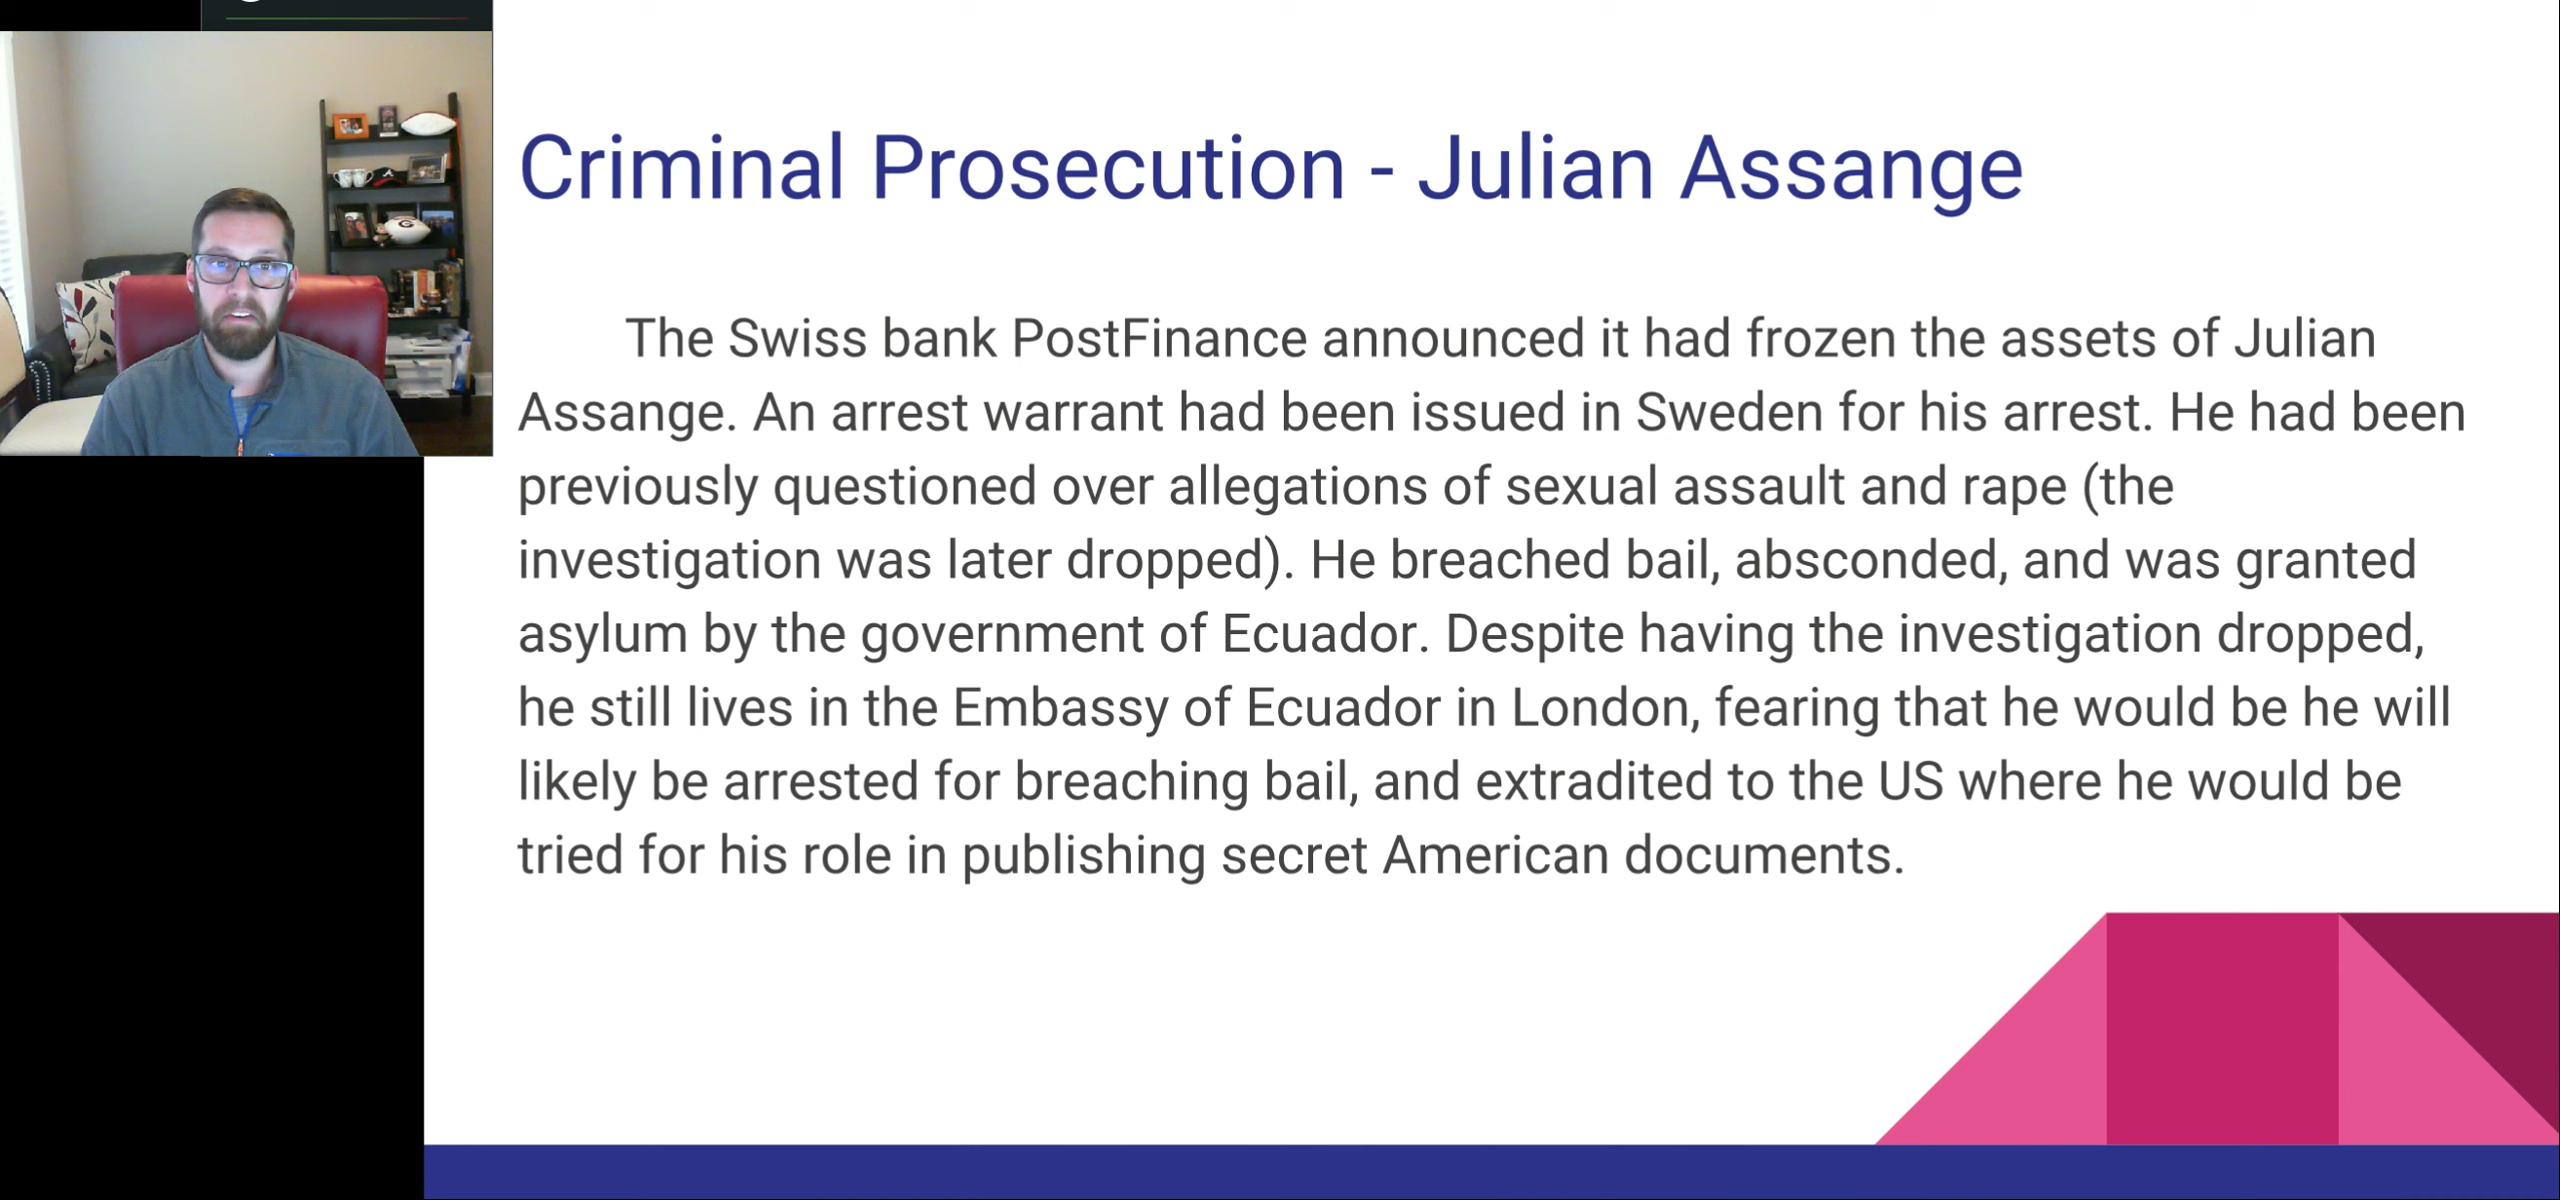 Criminal Prosecution - Julian Assange
The Swiss bank PostFinance announced it had frozen the assets of Julian
Assange. An arrest warrant had been issued in Sweden for his arrest. He had been
previously questioned over allegations of sexual assault and rape (the
investigation was later dropped). He breached bail, absconded, and was granted
asylum by the government of Ecuador. Despite having the investigation dropped,
he still lives in the Embassy of Ecuador in London, fearing that he would be he will
likely be arrested for breaching bail, and extradited to the US where he would be
tried for his role in publishing secret American documents.